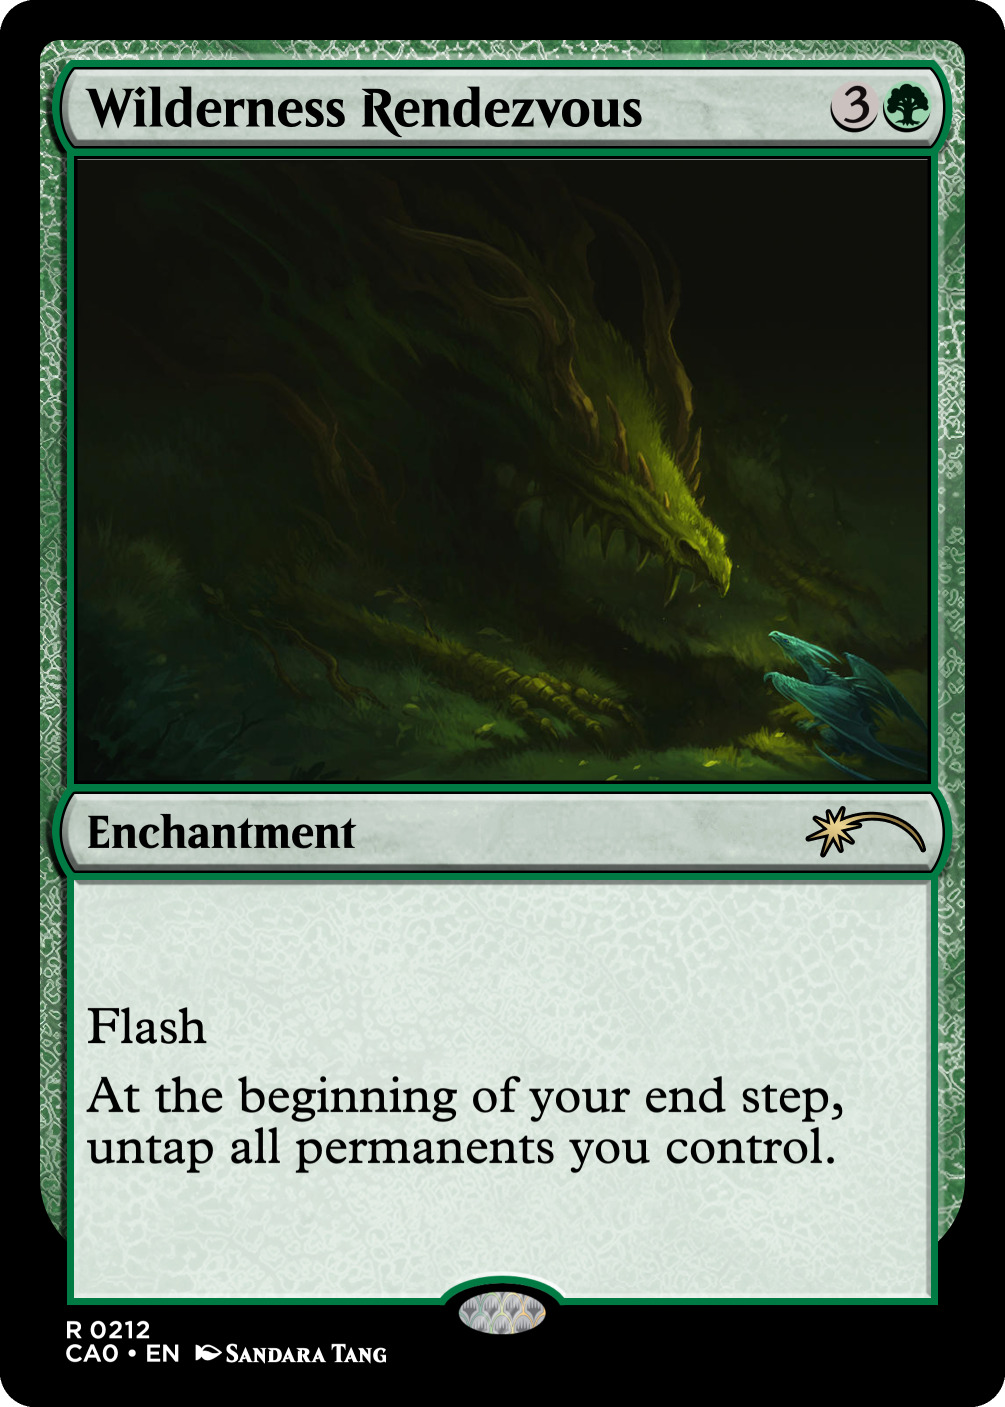 Wilderness Rendezvous 3
Enchantment
Flash
At the beginning of your end step,
untap all permanents you control.
R 0212
CAO • EN SANDARA TANG